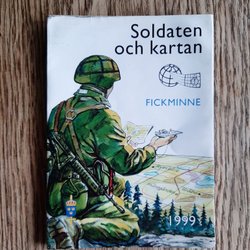 Soldaten
och kartan
FICKMINNE
1999